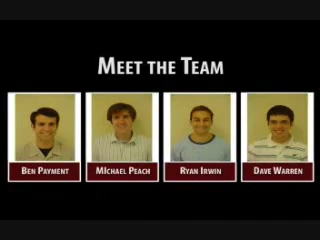 MEET THE TEAM
BEN PAYMENT
MICHAEL PEACH
RYAN IRWIN
DAVE WARREN